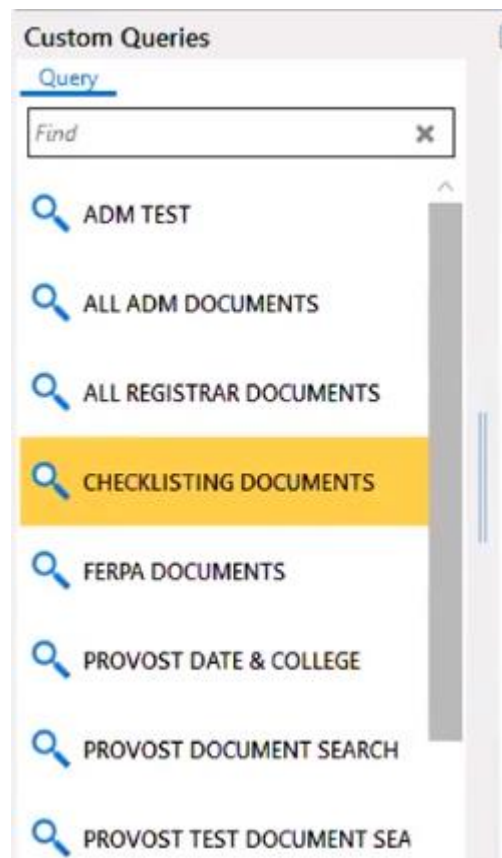 Custom Queries
Query
Find
ADM TEST
ALL ADM DOCUMENTS
ALL REGISTRAR DOCUMENTS
CHECKLISTING DOCUMENTS
FERPA DOCUMENTS
PROVOST DATE & COLLEGE
PROVOST DOCUMENT SEARCH
PROVOST TEST DOCUMENT SEA